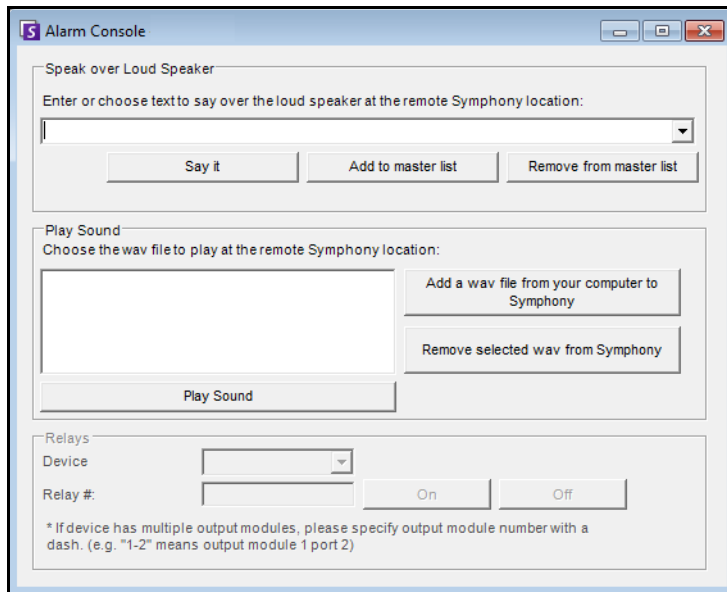 Alarm Console
Speak over Loud Speaker
Enter or choose text to say over the loud speaker at the remote Symphony location:
Say it
Add to master list
Remove from master list
Play Sound
Choose the wav file to play at the remote Symphony location:
Add a wav file from your computer to
Symphony
Remove selected wav from Symphony
Play Sound
Relays
Device
Relay #:
On
Off
* If device has multiple output modules, please specify output module number with a
dash. (e.g. "1-2" means output module 1 port 2)